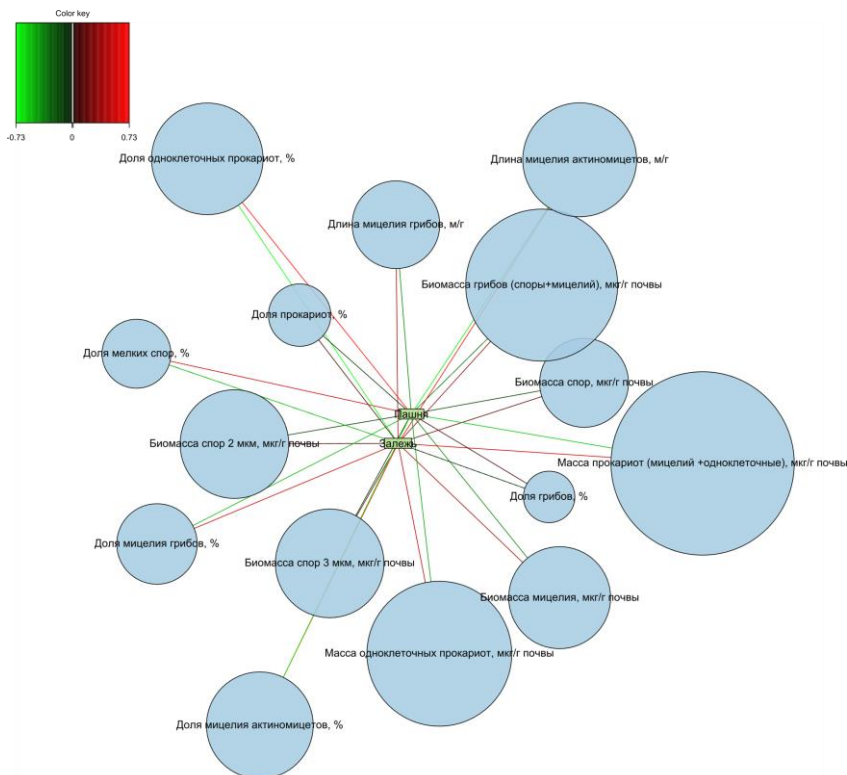 Color key
-0.73 0 0.73
Доля одноклеточных прокариот, %
Длина мицелия актиномицетов, м/г
Длина мицелия грибов, м/г
Биомасса грибов (споры+мицелий), мкг/г почвы
Доля прокариот, %
Доля мелких спор, %
Биомасса спор, мкг/г почвы
Пашня
Биомасса спор 2 мкм, мкг/г почвы
Залежь
Масса прокариот (мицелий +одноклеточные), мкг/г почвы
Доля грибов, %
Доля мицелия грибов, %
Биомасса спор 3 мкм, мкг/г почвы
Биомасса мицелия, мкг/г почвы
Масса одноклеточных прокариот, мкг/г почвы
Доля мицелия актиномицетов, %